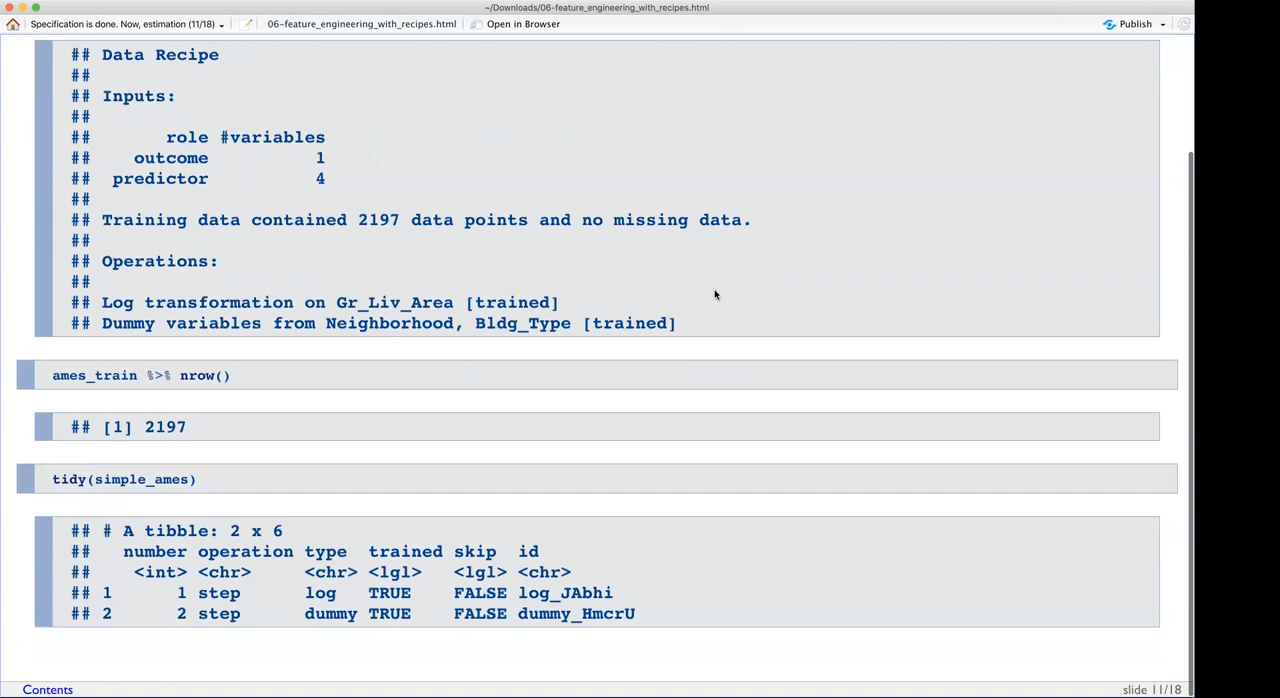 ~/Downloads/06-feature_engineering_with_recipes.html
Specification is done. Now, estimation (11/18) 06-feature_engineering_with_recipes.html Open in Browser Publish
## Data Recipe
##
## Inputs:
##
##       role #variables
##    outcome          1
##  predictor          4
##
## Training data contained 2197 data points and no missing data.
##
## Operations:
##
## Log transformation on Gr_Liv_Area [trained]
## Dummy variables from Neighborhood, Bldg_Type [trained]
ames_train %>% nrow()
## [1] 2197
tidy(simple_ames)
## # A tibble: 2 x 6
##   number operation type  trained skip  id
##    <int> <chr>     <chr> <lgl>   <lgl> <chr>
## 1      1 step      log   TRUE    FALSE log_JAbhi
## 2      2 step      dummy TRUE    FALSE dummy_HmcrU
Contents slide 11/18